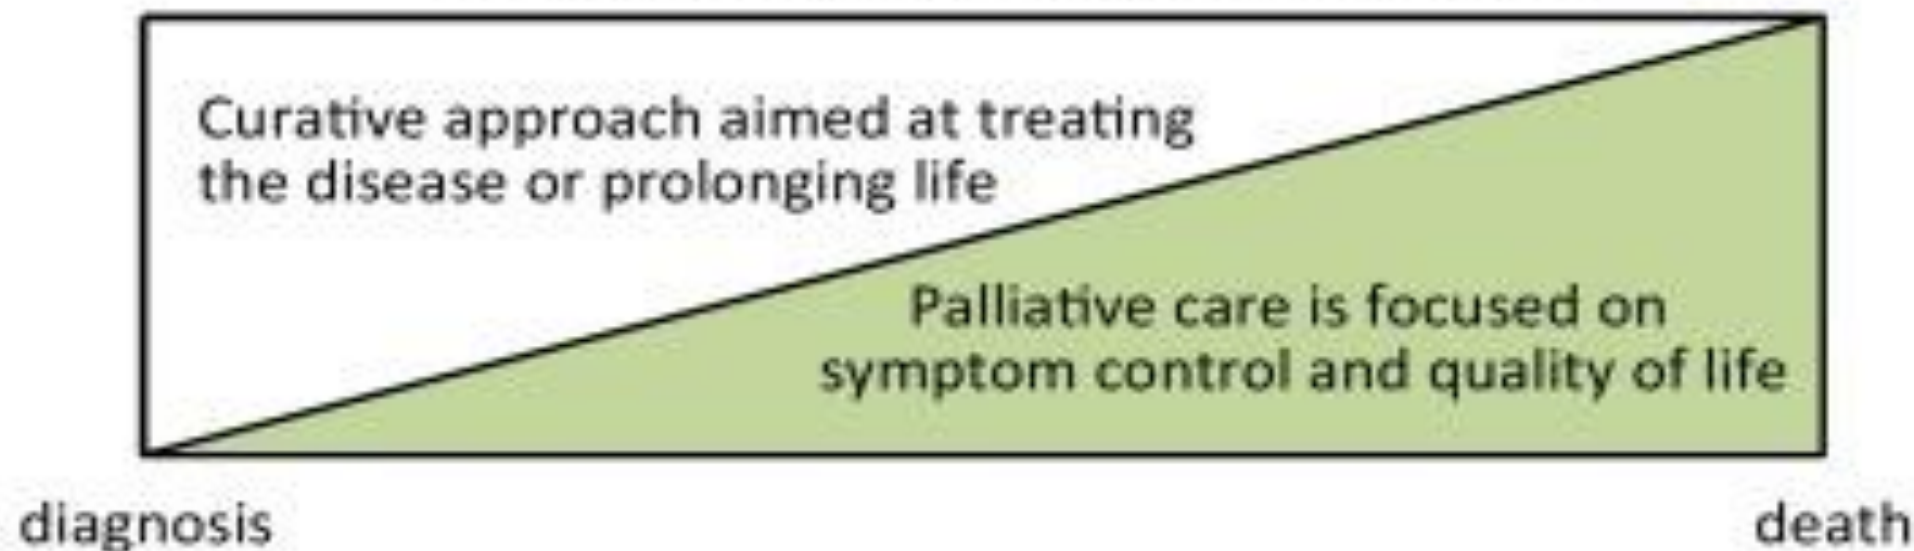 Curative approach aimed at treating
the disease or prolonging life
Palliative care is focused on
symptom control and quality of life
diagnosis
death